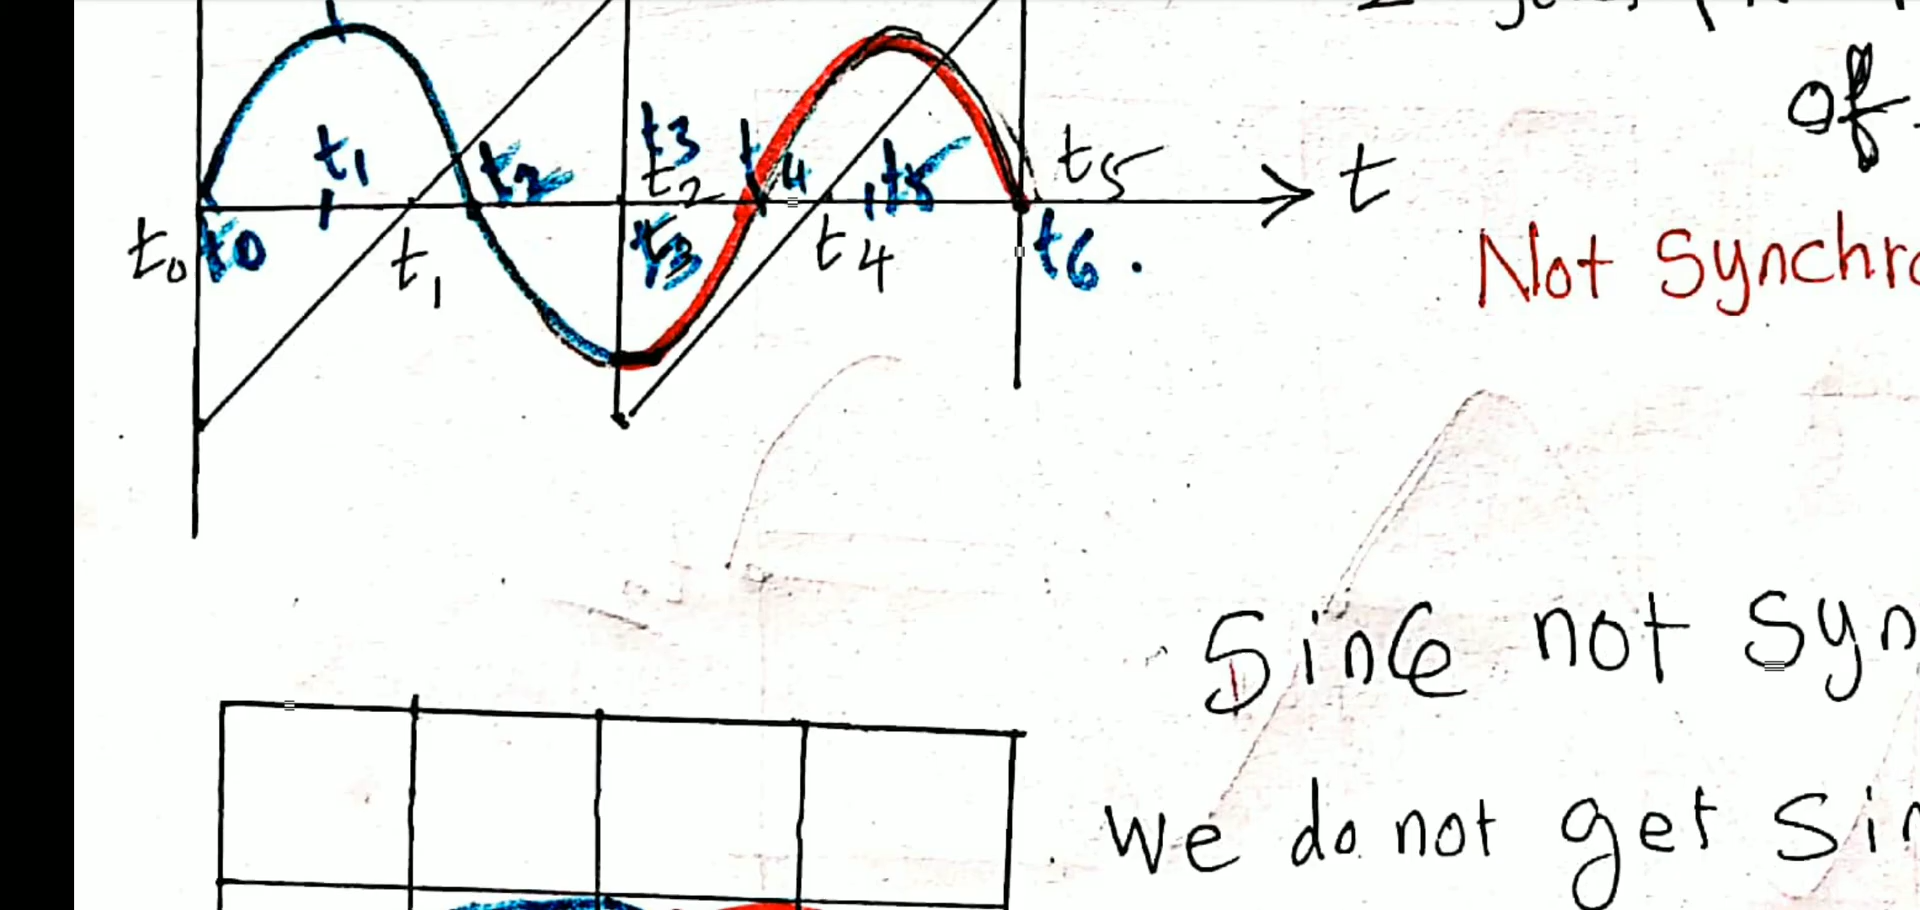 of
t1
t2
t3
t2
t4
t5
t5
t
t0
t0
t1
t3
t4
t6.
Not Synchr
Since not Syn
we do not get Sin